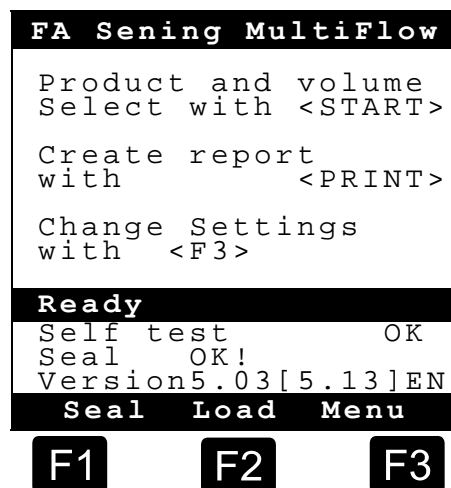 FA Sening MultiFlow
Product and volume
Select with <START>
Create report
with <PRINT>
Change Settings
with <F3>
Ready
Self test OK
Seal OK!
Version5.03[5.13]EN
Seal Load Menu
F1 F2 F3